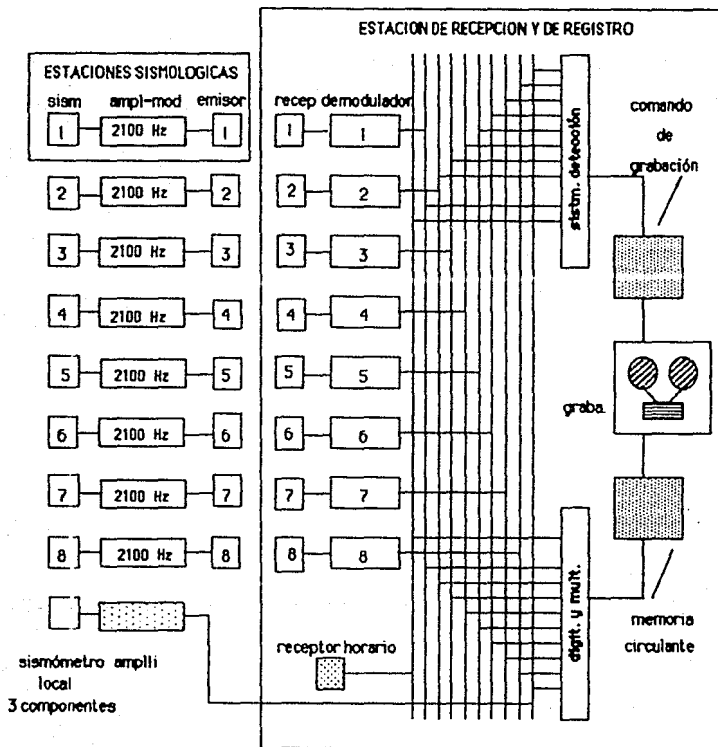 ESTACION DE RECEPCION Y DE REGISTRO
ESTACIONES SISMOLOGICAS
sism ampl-mod emisor
recep demodulador
1 2100 Hz 1
1 1
2 2100 Hz 2
2 2
3 2100 Hz 3
3 3
4 2100 Hz 4
4 4
5 2100 Hz 5
5 5
6 2100 Hz 6
6 6
7 2100 Hz 7
7 7
8 2100 Hz 8
8 8
sistm. detección
comando
de
grabación
graba.
digit. y mult.
memoria
circulante
receptor horario
sismómetro amplli
local
3 componentes